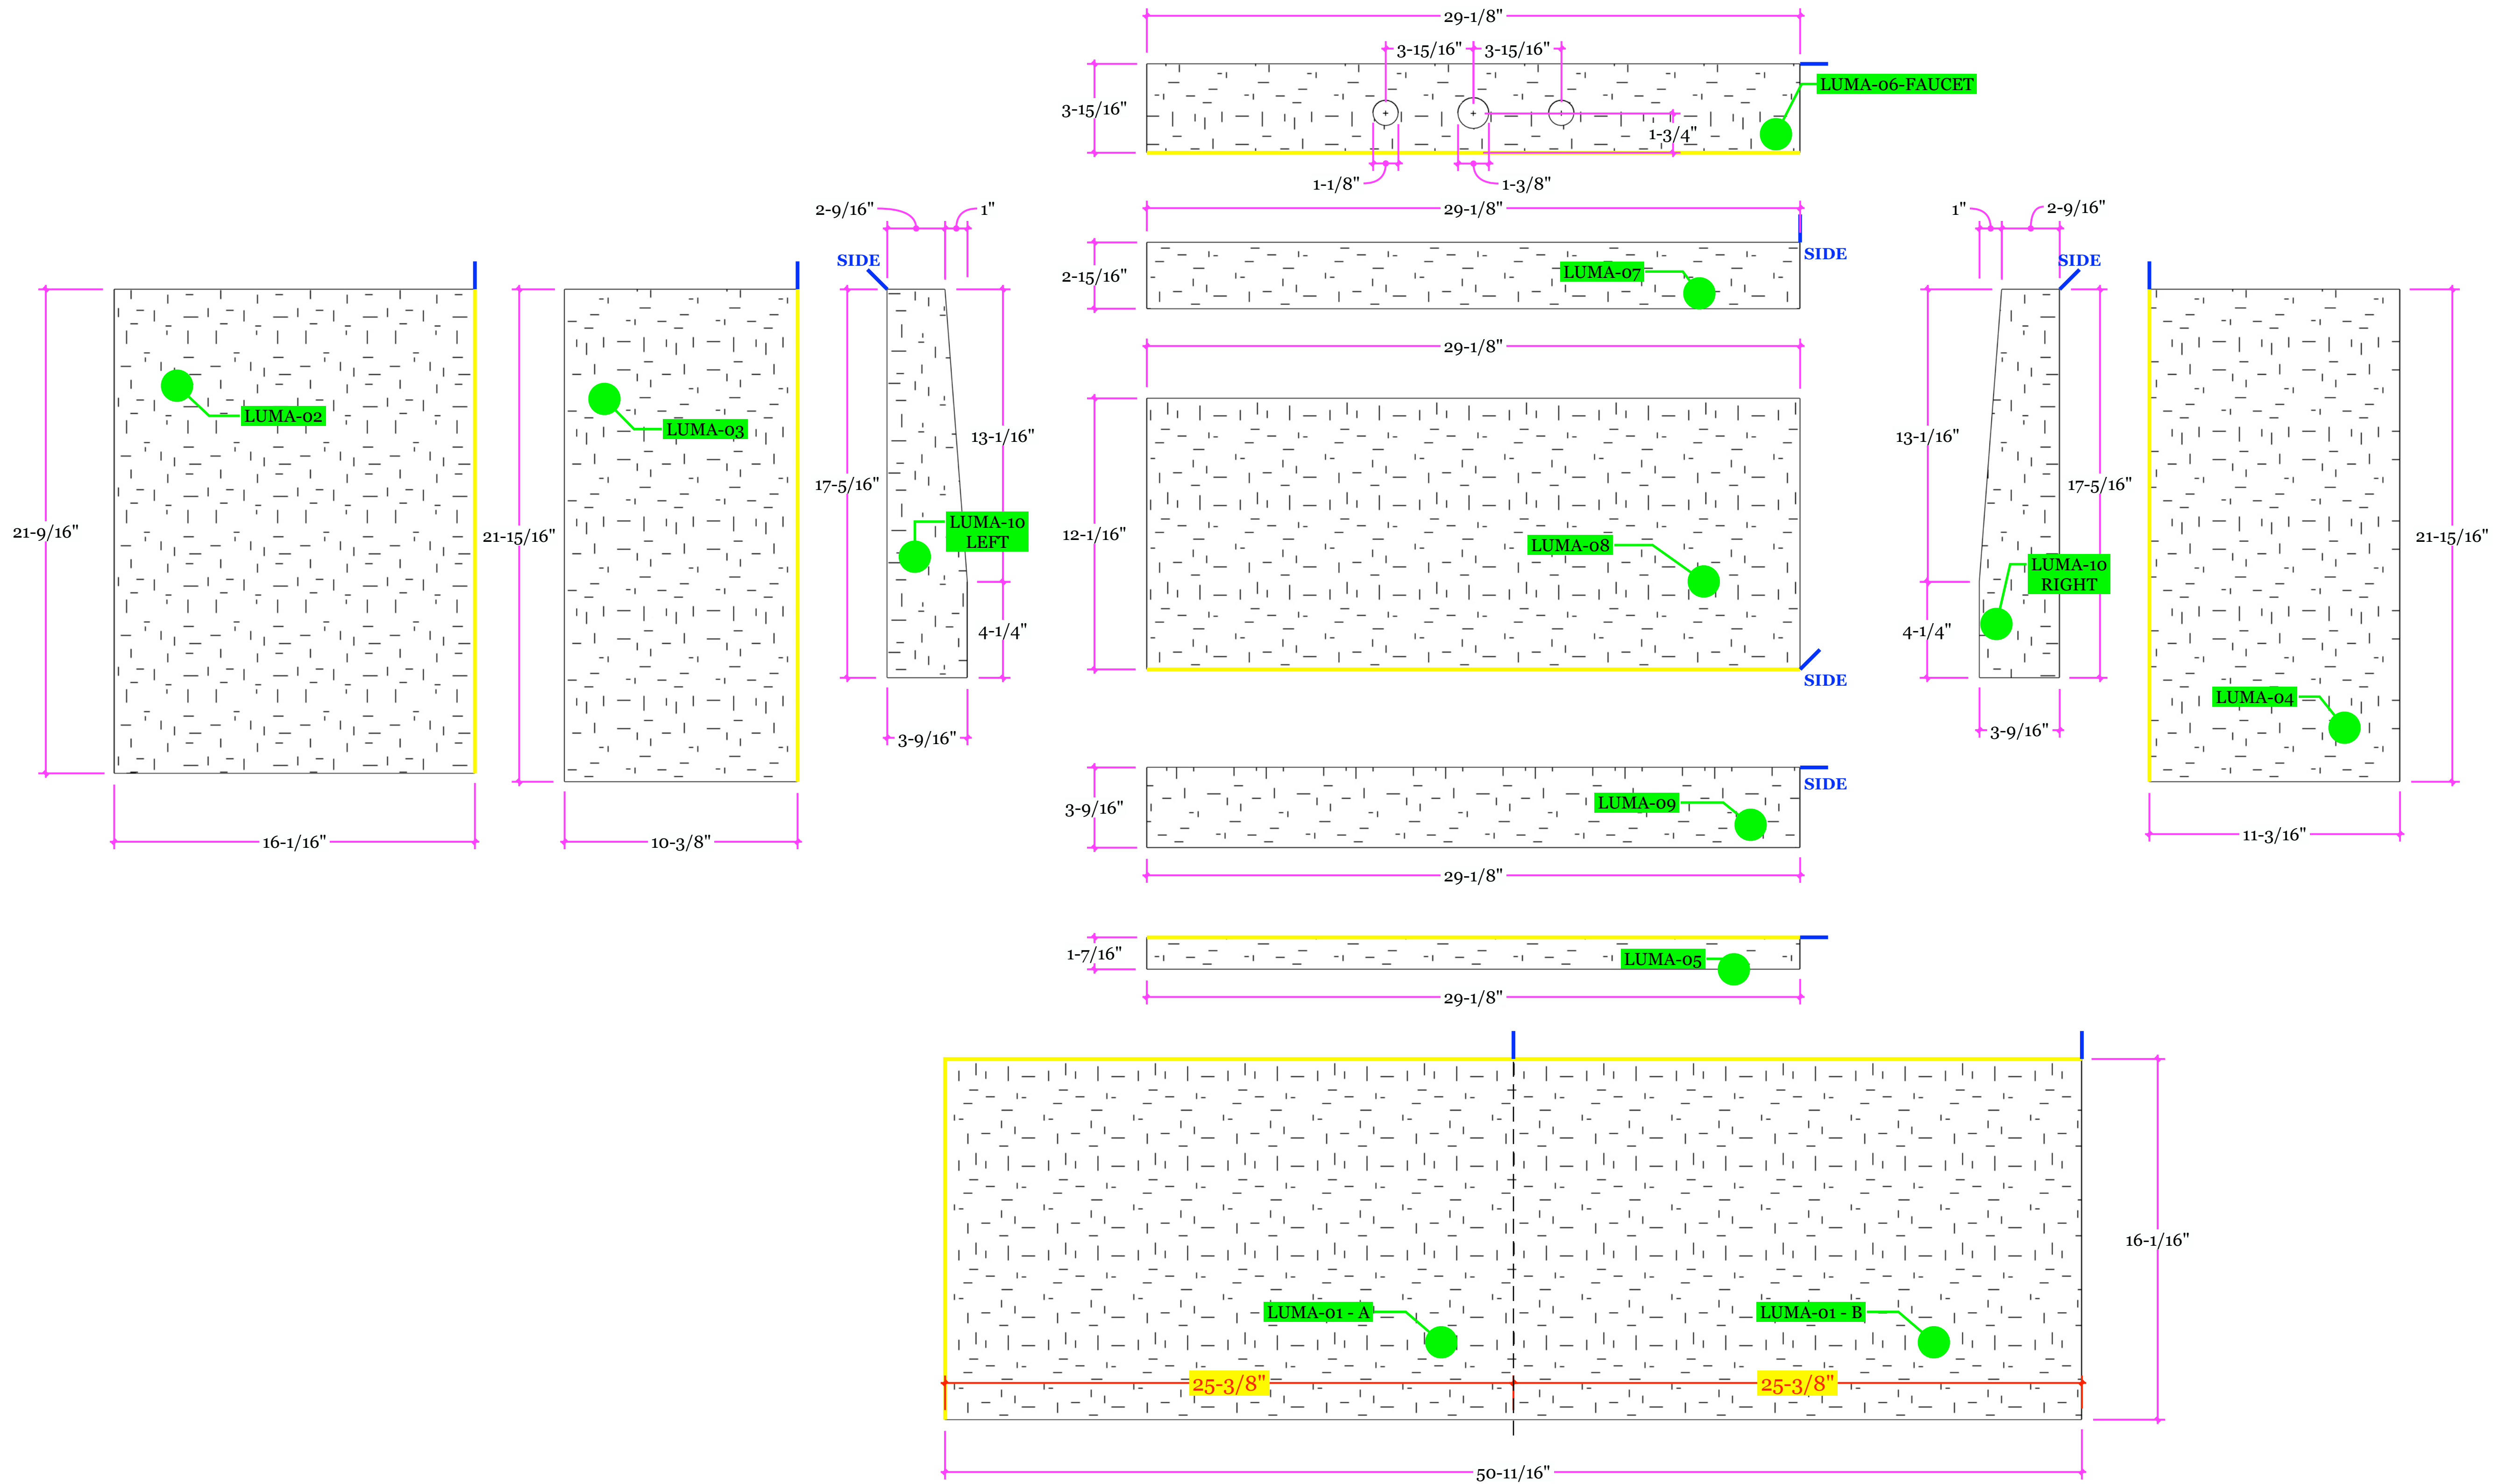 29-1/8"
3-15/16"
3-15/16"
LUMA-06-FAUCET
3-15/16"
1-3/4"
1-1/8"
1-3/8"
29-1/8"
2-15/16"
LUMA-07
SIDE
29-1/8"
12-1/16"
LUMA-08
SIDE
3-9/16"
LUMA-09
SIDE
29-1/8"
1-7/16"
LUMA-05
29-1/8"
21-9/16"
LUMA-02
16-1/16"
21-15/16"
LUMA-03
10-3/8"
2-9/16"
1"
SIDE
17-5/16"
13-1/16"
LUMA-10
LEFT
4-1/4"
3-9/16"
1"
2-9/16"
SIDE
13-1/16"
17-5/16"
LUMA-10
RIGHT
4-1/4"
3-9/16"
21-15/16"
LUMA-04
11-3/16"
16-1/16"
LUMA-01 - A
LUMA-01 - B
25-3/8"
25-3/8"
50-11/16"